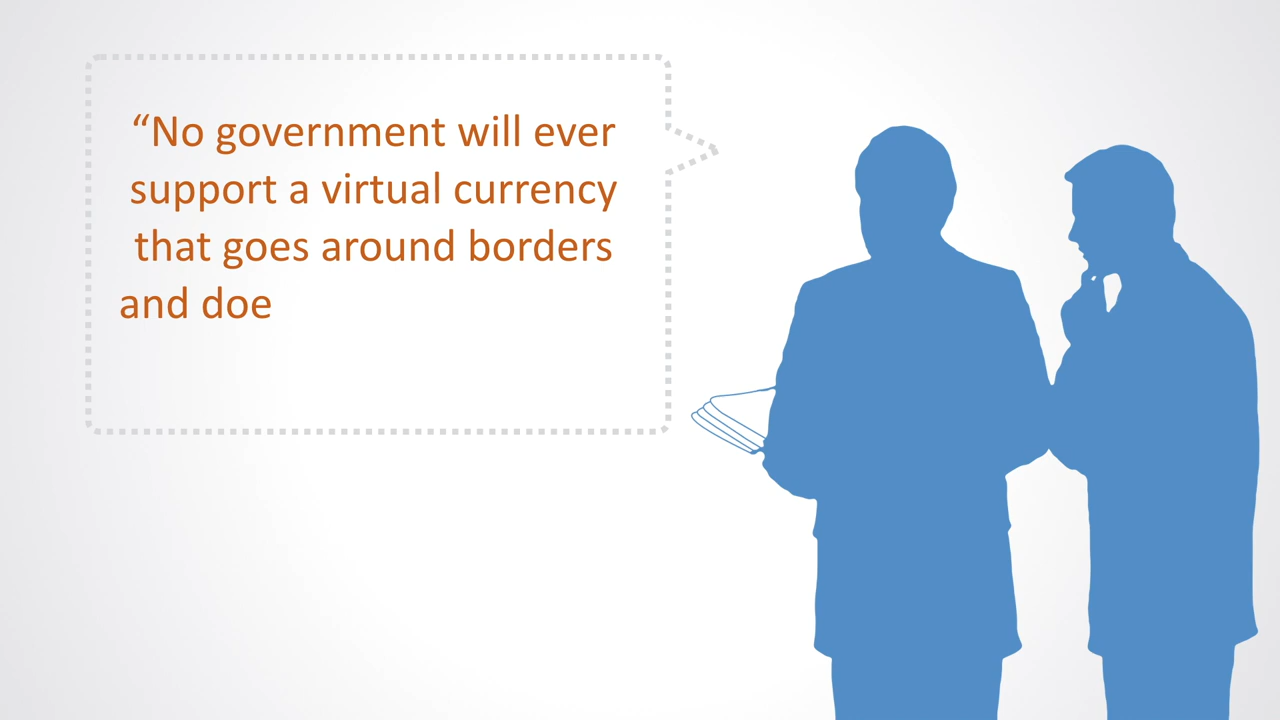 “No government will ever
support a virtual currency
that goes around borders
and doe